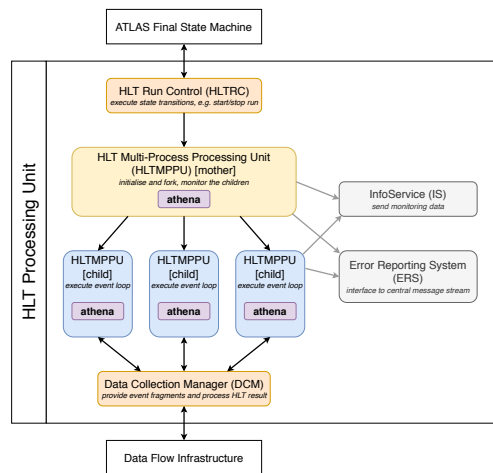 ATLAS Final State Machine
HLT Processing Unit
HLT Run Control (HLTRC)
execute state transitions, e.g. start/stop run
HLT Multi-Process Processing Unit
(HLTMPPU) [mother]
initialise and fork, monitor the children
athena
InfoService (IS)
send monitoring data
Error Reporting System
(ERS)
interface to central message stream
HLTMPPU
[child]
execute event loop
athena
HLTMPPU
[child]
execute event loop
athena
HLTMPPU
[child]
execute event loop
athena
Data Collection Manager (DCM)
provide event fragments and process HLT result
Data Flow Infrastructure